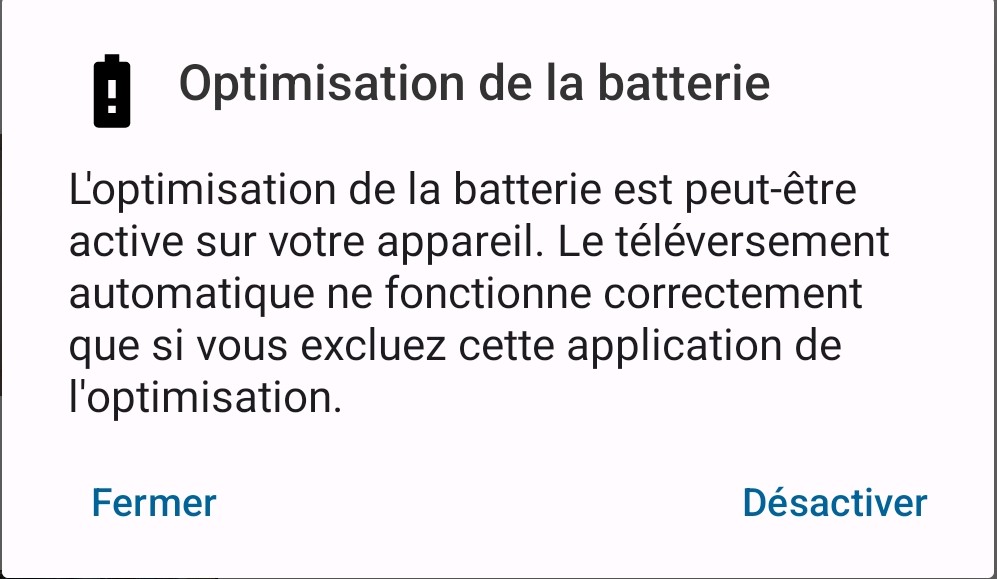 Optimisation de la batterie
L'optimisation de la batterie est peut-être
active sur votre appareil. Le téléversement
automatique ne fonctionne correctement
que si vous excluez cette application de
l'optimisation.
Fermer
Désactiver